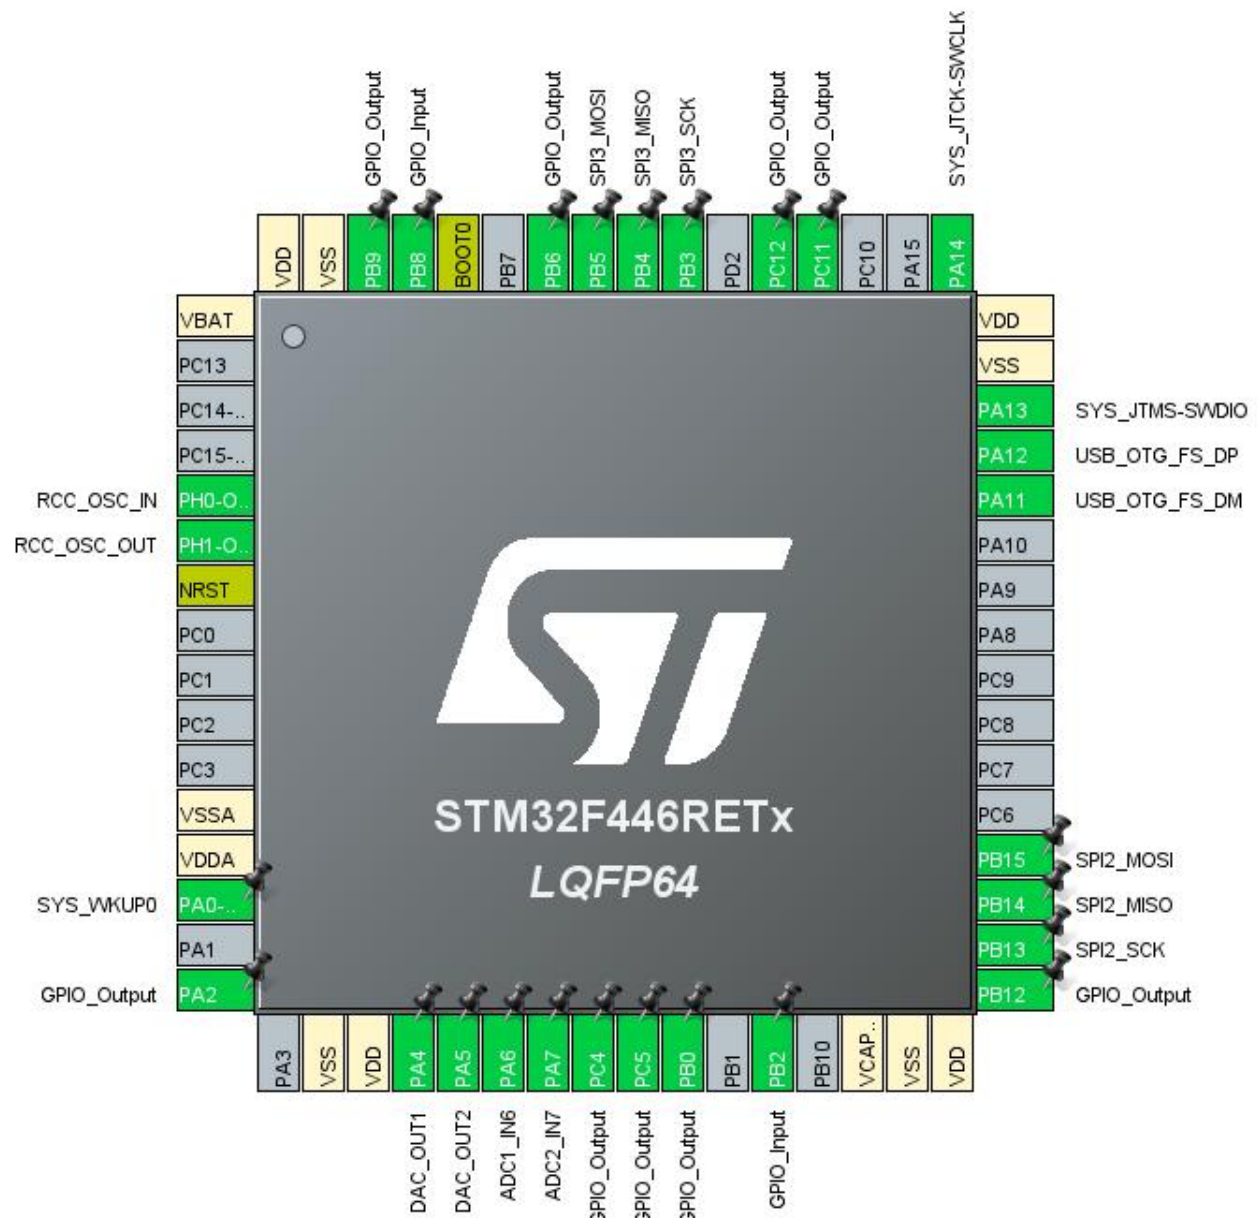 GPIO_Output
GPIO_Input
GPIO_Output
SPI3_MOSI
SPI3_MISO
SPI3_SCK
GPIO_Output
GPIO_Output
SYS_JTCK-SWCLK
VDD
VSS
PB9
PB8
BOOT0
PB7
PB6
PB5
PB4
PB3
PD2
PC12
PC11
PC10
PA15
PA14
VBAT
PC13
PC14-..
PC15-..
RCC_OSC_IN PH0-O..
RCC_OSC_OUT PH1-O..
NRST
PC0
PC1
PC2
PC3
VSSA
VDDA
SYS_WKUP0 PA0-..
PA1
GPIO_Output PA2
VDD
VSS
PA13 SYS_JTMS-SWDIO
PA12 USB_OTG_FS_DP
PA11 USB_OTG_FS_DM
PA10
PA9
PA8
PC9
PC8
PC7
PC6
PB15 SPI2_MOSI
PB14 SPI2_MISO
PB13 SPI2_SCK
PB12 GPIO_Output
ST
STM32F446RETx
LQFP64
PA3
VSS
VDD
PA4
PA5
PA6
PA7
PC4
PC5
PB0
PB1
PB2
PB10
VCAP..
VSS
VDD
DAC_OUT1
DAC_OUT2
ADC1_IN6
ADC2_IN7
GPIO_Output
GPIO_Output
GPIO_Output
GPIO_Input